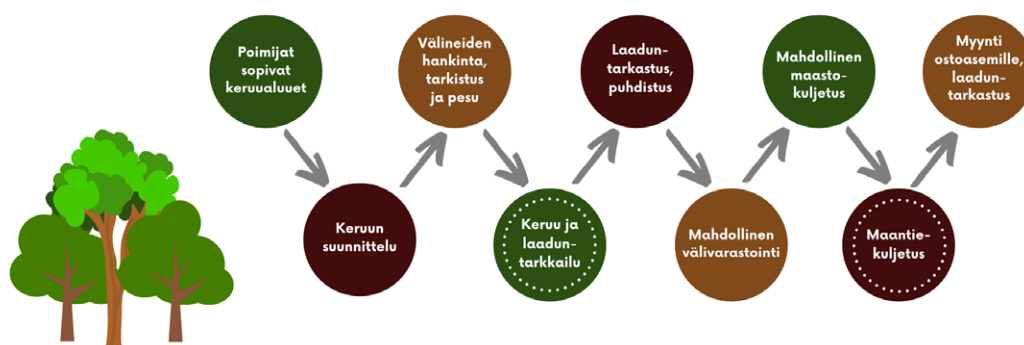 Poimijat
sopivat
keruualuuet
Keruun
suunnittelu
Välineiden
hankinta,
tarkistus
ja pesu
Keruu ja
laadun-
tarkkailu
Laadun-
tarkastus,
puhdistus
Mahdollinen
välivarastointi
Mahdollinen
maasto-
kuljetus
Maantie-
kuljetus
Myynti
ostoasemille,
laadun-
tarkastus